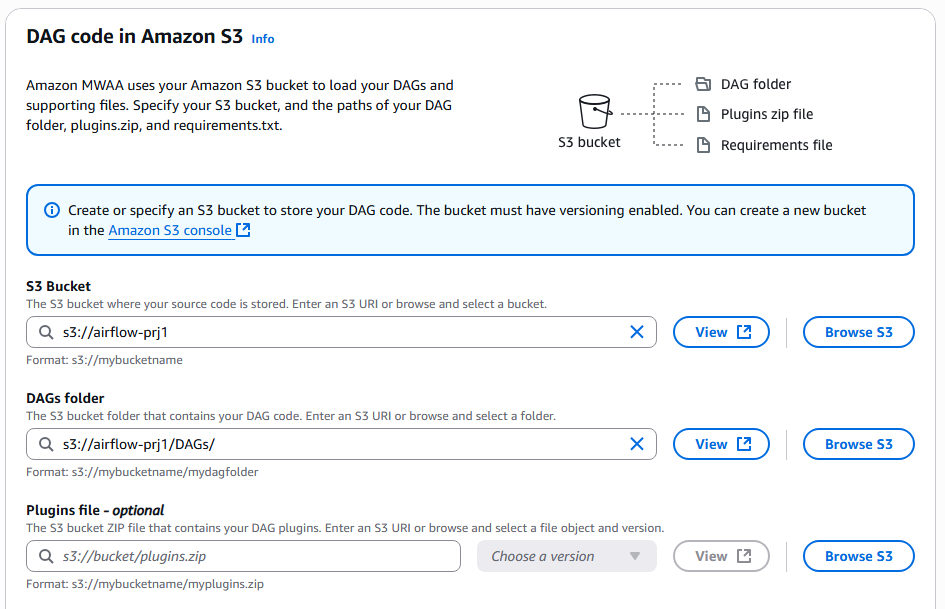 DAG code in Amazon S3 Info
Amazon MWAA uses your Amazon S3 bucket to load your DAGs and
supporting files. Specify your S3 bucket, and the paths of your DAG
folder, plugins.zip, and requirements.txt.
S3 bucket
DAG folder
Plugins zip file
Requirements file
Create or specify an S3 bucket to store your DAG code. The bucket must have versioning enabled. You can create a new bucket
in the Amazon S3 console
S3 Bucket
The S3 bucket where your source code is stored. Enter an S3 URI or browse and select a bucket.
s3://airflow-prj1 View Browse S3
Format: s3://mybucketname
DAGs folder
The S3 bucket folder that contains your DAG code. Enter an S3 URI or browse and select a folder.
s3://airflow-prj1/DAGs/ View Browse S3
Format: s3://mybucketname/mydagfolder
Plugins file - optional
The S3 bucket ZIP file that contains your DAG plugins. Enter an S3 URI or browse and select a file object and version.
s3://bucket/plugins.zip Choose a version View Browse S3
Format: s3://mybucketname/myplugins.zip